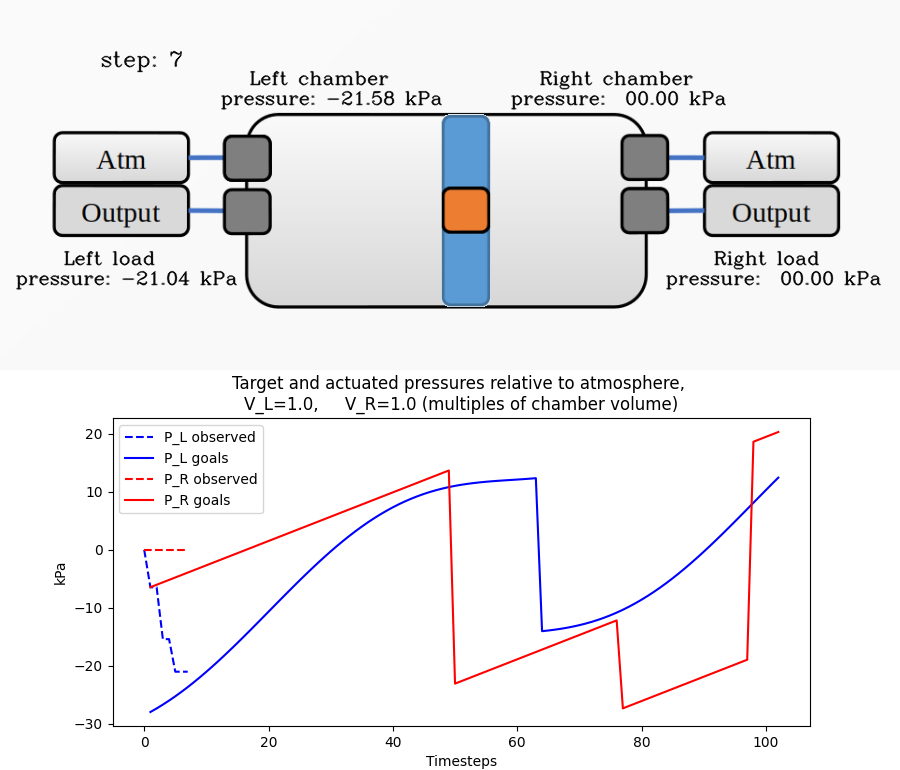 step: 7
Left chamber
pressure: −21.58 kPa
Right chamber
pressure: 00.00 kPa
Atm
Output
Atm
Output
Left load
pressure: −21.04 kPa
Right load
pressure: 00.00 kPa
Target and actuated pressures relative to atmosphere,
V_L=1.0, V_R=1.0 (multiples of chamber volume)
P_L observed
P_L goals
P_R observed
P_R goals
20
10
0
−10
−20
−30
kPa
0 20 40 60 80 100
Timesteps